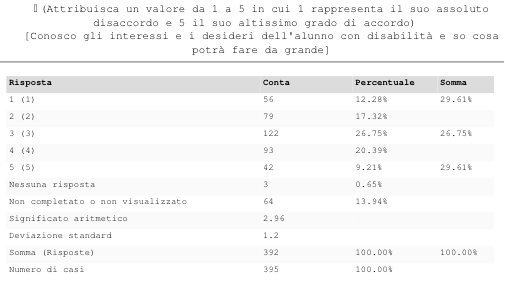 (Attribuisca un valore da 1 a 5 in cui 1 rappresenta il suo assoluto
disaccordo e 5 il suo altissimo grado di accordo)
[Conosco gli interessi e i desideri dell'alunno con disabilità e so cosa
potrà fare da grande]
Risposta Conta Percentuale Somma
1 (1) 56 12.28% 29.61%
2 (2) 79 17.32%
3 (3) 122 26.75% 26.75%
4 (4) 93 20.39%
5 (5) 42 9.21% 29.61%
Nessuna risposta 3 0.65%
Non completato o non visualizzato 64 13.94%
Significato aritmetico 2.96
Deviazione standard 1.2
Somma (Risposte) 392 100.00% 100.00%
Numero di casi 395 100.00%